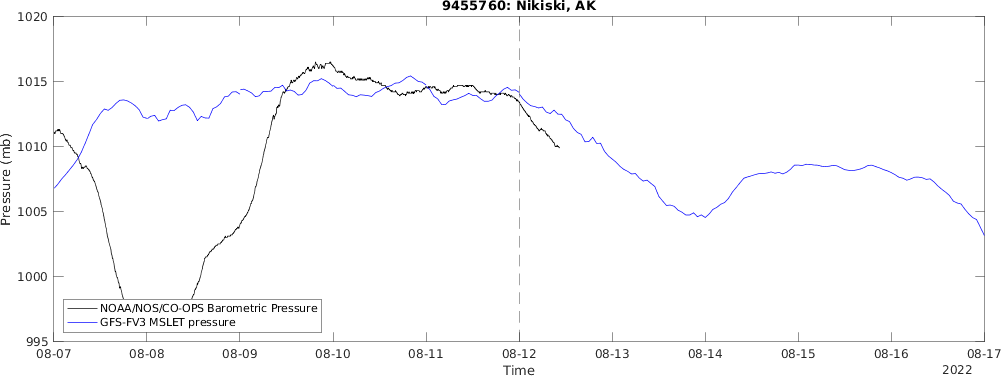 9455760: Nikiski, AK
Pressure (mb)
1020
1015
1010
1005
1000
995
NOAA/NOS/CO-OPS Barometric Pressure
GFS-FV3 MSLET pressure
08-07 08-08 08-09 08-10 08-11 08-12 08-13 08-14 08-15 08-16 08-17
Time
2022